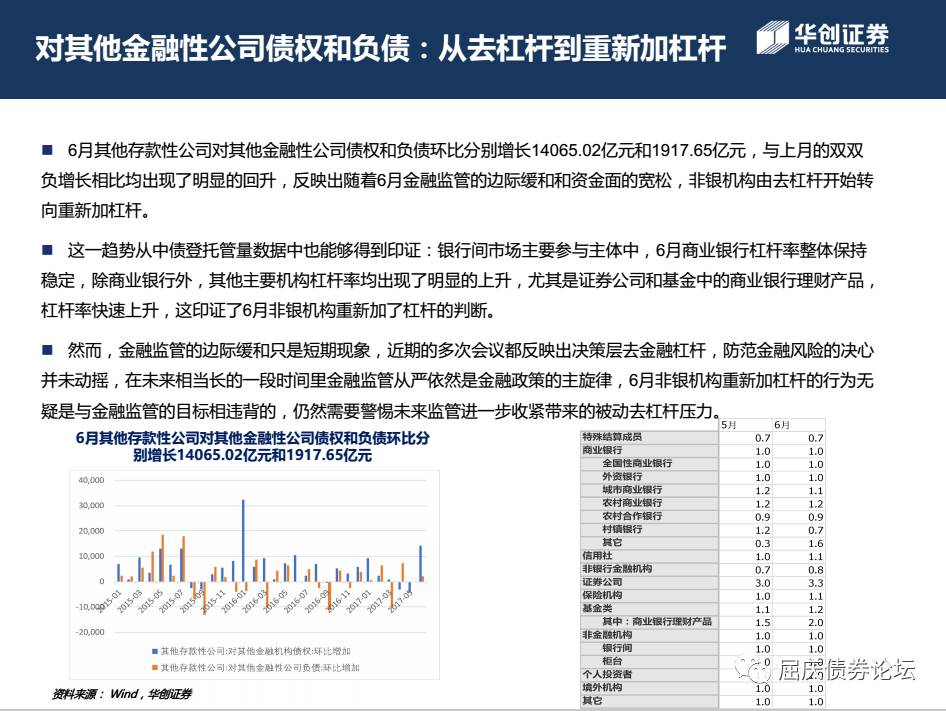 对其他金融性公司债权和负债：从去杠杆到重新加杠杆
华创证券
HUA CHUANG SECURITIES
■ 6月其他存款性公司对其他金融性公司债权和负债环比分别增长14065.02亿元和1917.65亿元，与上月的双双
负增长相比均出现了明显的回升，反映出随着6月金融监管的边际缓和和资金面的宽松，非银机构由去杠杆开始转
向重新加杠杆。
■ 这一趋势从中债登托管量数据中也能够得到印证：银行间市场主要参与主体中，6月商业银行杠杆率整体保持
稳定，除商业银行外，其他主要机构杠杆率均出现了明显的上升，尤其是证券公司和基金中的商业银行理财产品，
杠杆率快速上升，这印证了6月非银机构重新加了杠杆的判断。
■ 然而，金融监管的边际缓和只是短期现象，近期的多次会议都反映出决策层去金融杠杆，防范金融风险的决心
并未动摇，在未来相当长的一段时间里金融监管从严依然是金融政策的主旋律，6月非银机构重新加杠杆的行为无
疑是与金融监管的目标相违背的，仍然需要警惕未来监管进一步收紧带来的被动去杠杆压力。
6月其他存款性公司对其他金融性公司债权和负债环比分
别增长14065.02亿元和1917.65亿元
40,000
30,000
20,000
10,000
0
-10,000
-20,000
2015-01 2015-03 2015-05 2015-07 2015-09 2015-11 2016-01 2016-03 2016-05 2016-07 2016-09 2016-11 2017-01 2017-03 2017-05
其他存款性公司:对其他金融机构债权:环比增加
其他存款性公司:对其他金融性公司负债:环比增加
资料来源： Wind，华创证券
5月 6月
特殊结算成员 0.7 0.7
商业银行 1.0 1.0
全国性商业银行 1.0 1.0
外资银行 1.0 1.0
城市商业银行 1.2 1.1
农村商业银行 1.2 1.2
农村合作银行 0.9 0.9
村镇银行 1.2 0.7
其它 0.3 1.6
信用社 1.0 1.1
非银行金融机构 0.7 0.8
证券公司 3.0 3.3
保险机构 1.0 1.1
基金类 1.1 1.2
其中：商业银行理财产品 1.5 2.0
非金融机构 1.0 1.0
银行间 1.0 1.0
柜台
个人投资者
境外机构 1.0 1.0
其它 1.0 1.0
屈庆债券论坛